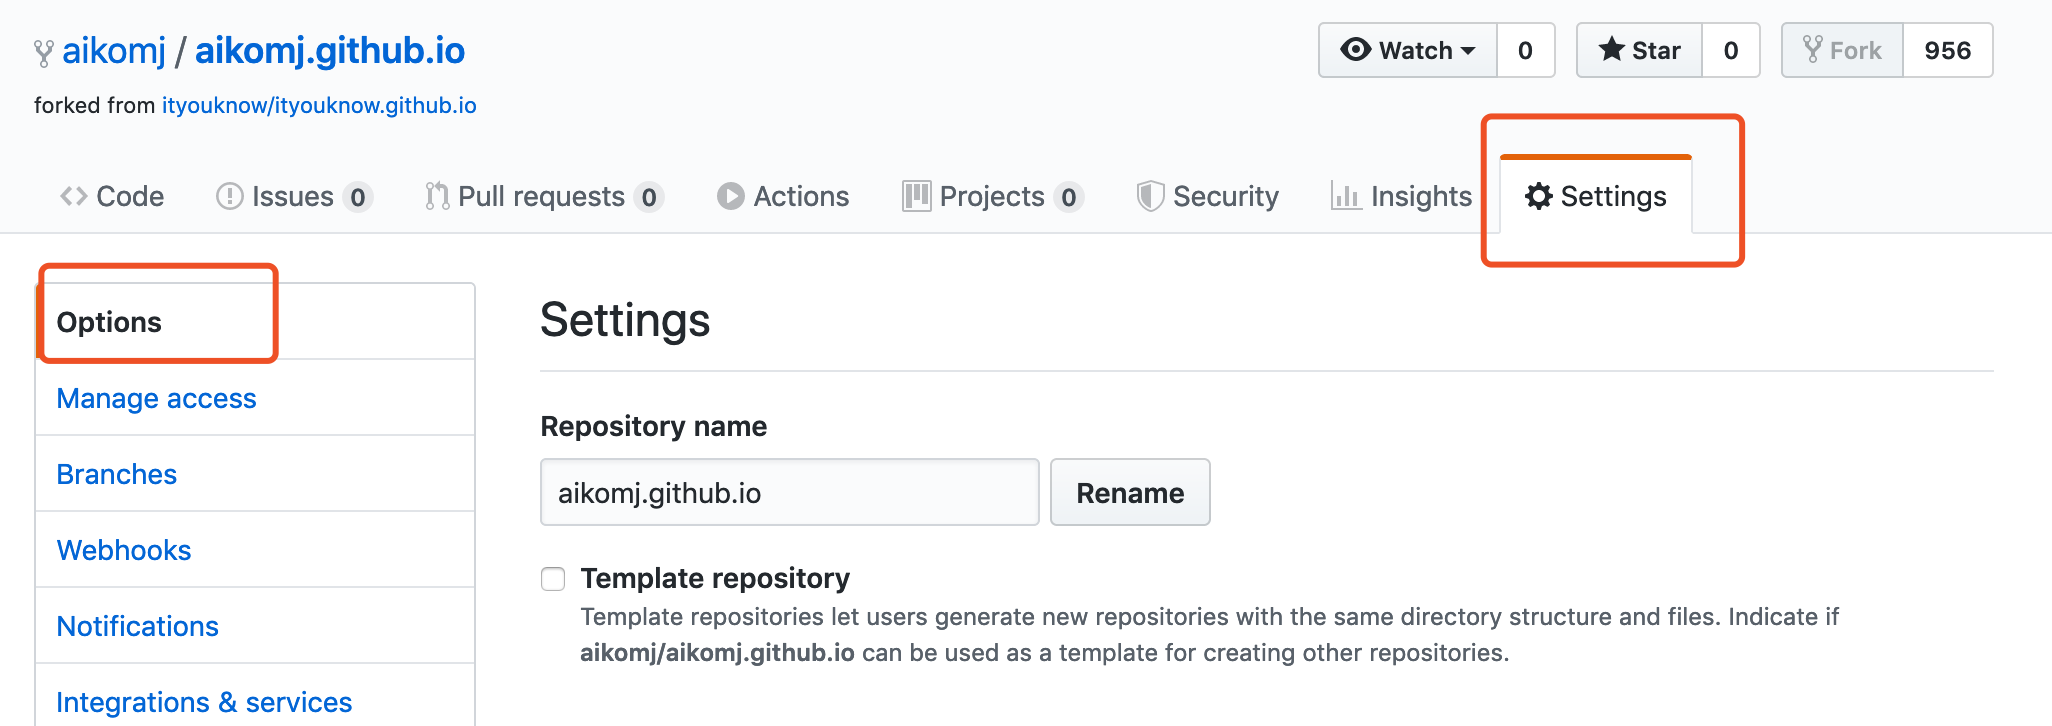 aikomj / aikomj.github.io
Watch 0 Star 0 Fork 956
forked from ityouknow/ityouknow.github.io
Code Issues 0 Pull requests 0 Actions Projects 0 Security Insights Settings
Options
Manage access
Branches
Webhooks
Notifications
Integrations & services
Settings
Repository name
aikomj.github.io Rename
Template repository
Template repositories let users generate new repositories with the same directory structure and files. Indicate if
aikomj/aikomj.github.io can be used as a template for creating other repositories.